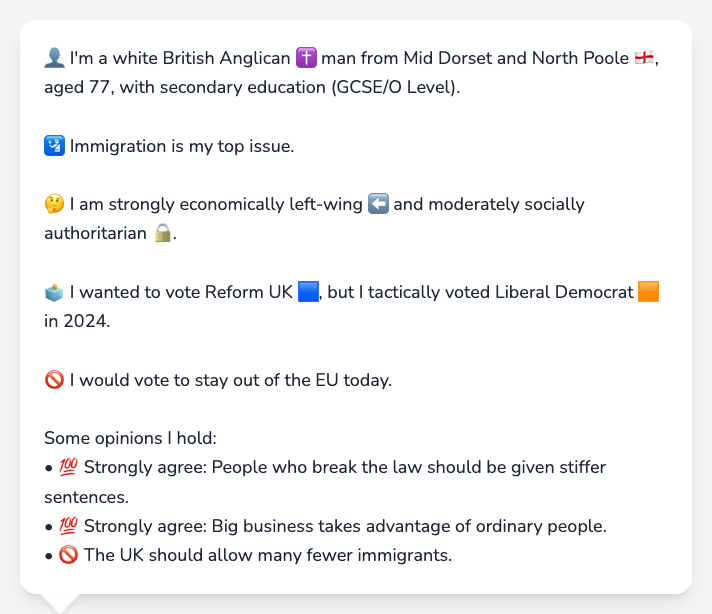 👤 I'm a white British Anglican ✝️ man from Mid Dorset and North Poole 🏴󠁧󠁢󠁥󠁮󠁧󠁿,
aged 77, with secondary education (GCSE/O Level).
🛂 Immigration is my top issue.
🤔 I am strongly economically left-wing ⬅️ and moderately socially
authoritarian 🔒.
🗳️ I wanted to vote Reform UK 🟦, but I tactically voted Liberal Democrat 🟧
in 2024.
🚫 I would vote to stay out of the EU today.
Some opinions I hold:
• 💯 Strongly agree: People who break the law should be given stiffer
sentences.
• 💯 Strongly agree: Big business takes advantage of ordinary people.
• 🚫 The UK should allow many fewer immigrants.